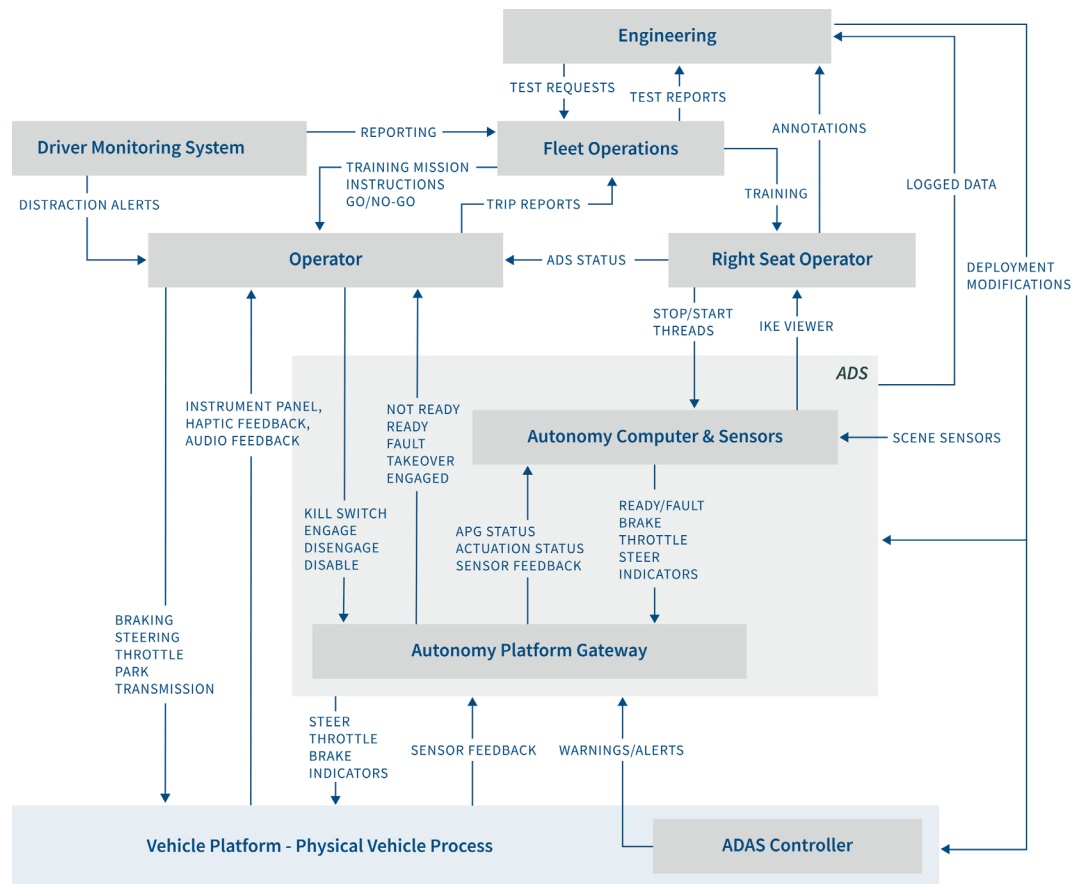 Engineering
TEST REQUESTS
TEST REPORTS
Driver Monitoring System
REPORTING
Fleet Operations
ANNOTATIONS
TRAINING MISSION
INSTRUCTIONS
GO/NO-GO
TRIP REPORTS
TRAINING
LOGGED DATA
DISTRACTION ALERTS
Operator
ADS STATUS
Right Seat Operator
DEPLOYMENT
MODIFICATIONS
STOP/START
THREADS
IKE VIEWER
ADS
INSTRUMENT PANEL,
HAPTIC FEEDBACK,
AUDIO FEEDBACK
NOT READY
READY
FAULT
TAKEOVER
ENGAGED
Autonomy Computer & Sensors
SCENE SENSORS
KILL SWITCH
ENGAGE
DISENGAGE
DISABLE
APG STATUS
ACTUATION STATUS
SENSOR FEEDBACK
READY/FAULT
BRAKE
THROTTLE
STEER
INDICATORS
BRAKING
STEERING
THROTTLE
PARK
TRANSMISSION
Autonomy Platform Gateway
STEER
THROTTLE
BRAKE
INDICATORS
SENSOR FEEDBACK
WARNINGS/ALERTS
Vehicle Platform - Physical Vehicle Process
ADAS Controller